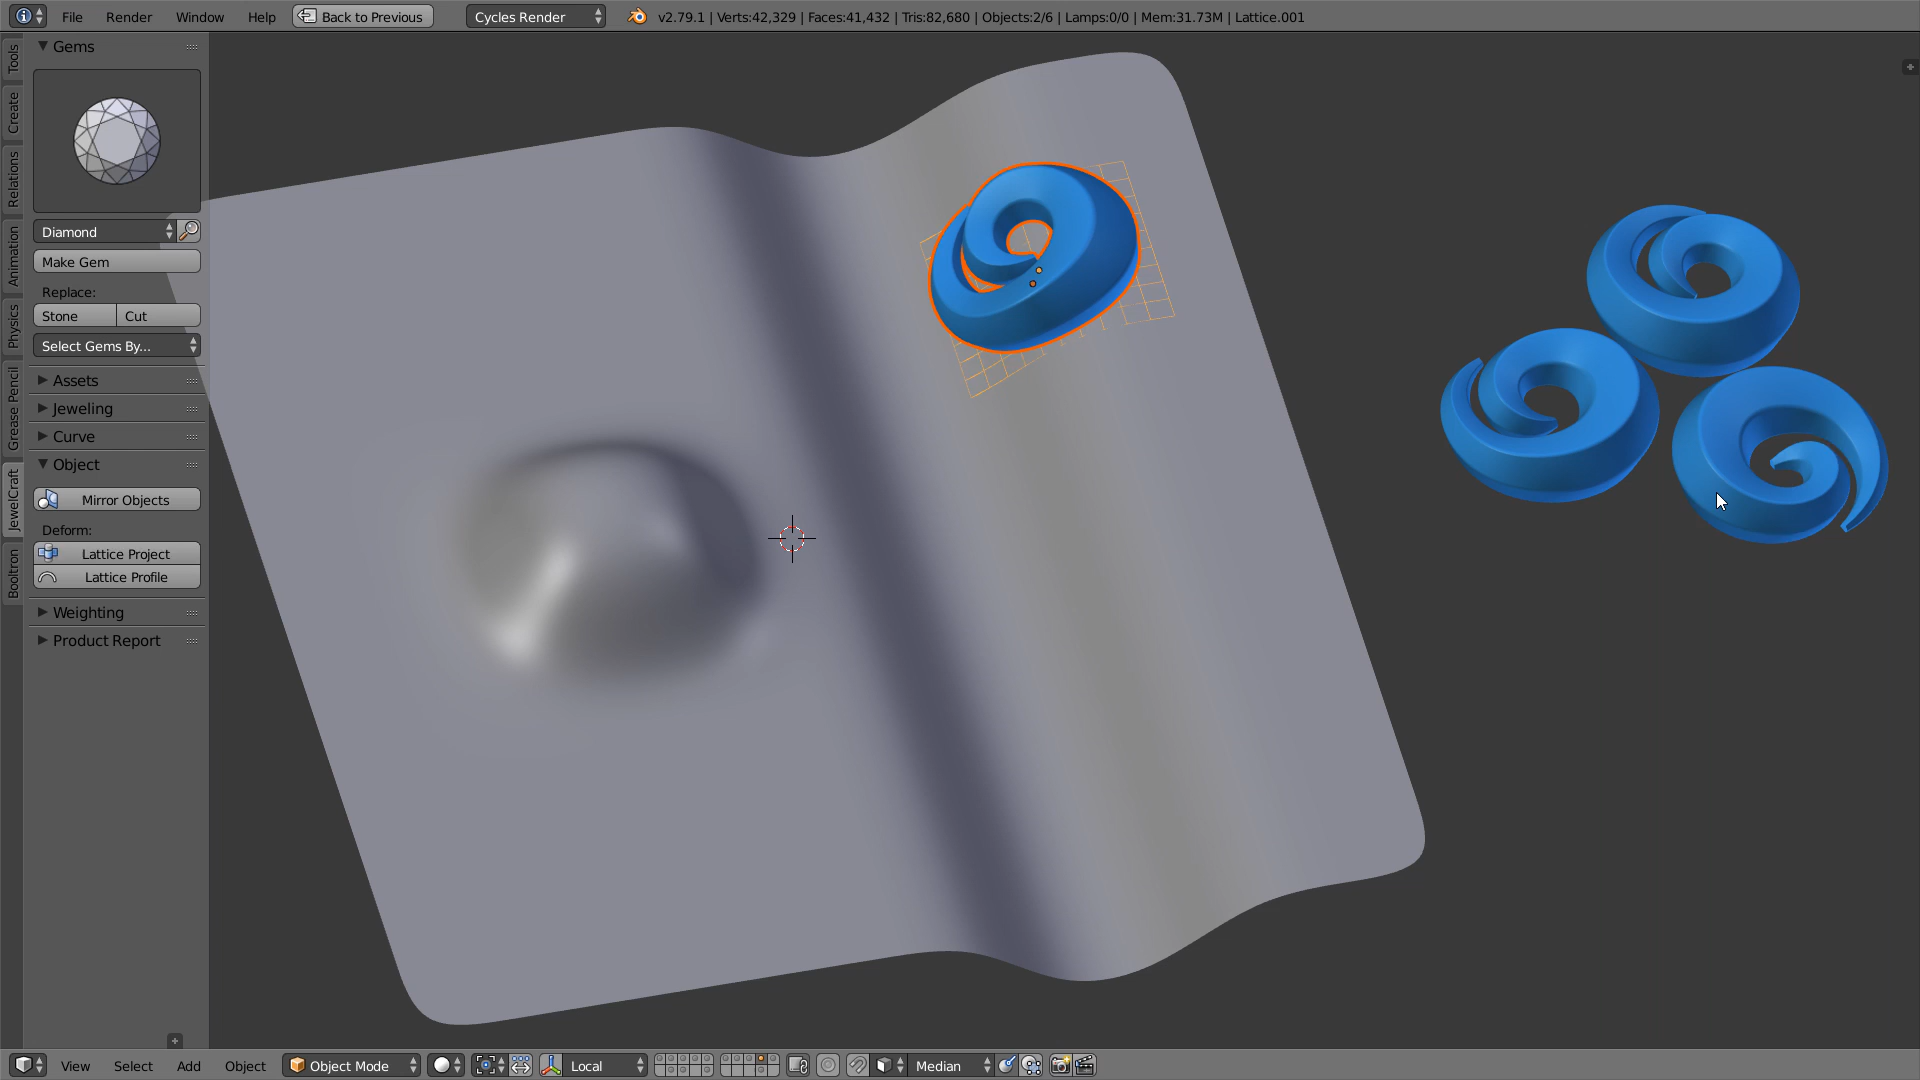 File Render Window Help Back to Previous Cycles Render v2.79.1 | Verts:42,329 | Faces:41,432 | Tris:82,680 | Objects:2/6 | Lamps:0/0 | Mem:31.73M | Lattice.001
Tools
Create
Relations
Animation
Physics
Grease Pencil
JewelCraft
Booltron
Gems
Diamond
Make Gem
Replace:
Stone Cut
Select Gems By...
Assets
Jeweling
Curve
Object
Mirror Objects
Deform:
Lattice Project
Lattice Profile
Weighting
Product Report
View Select Add Object Object Mode Local Median